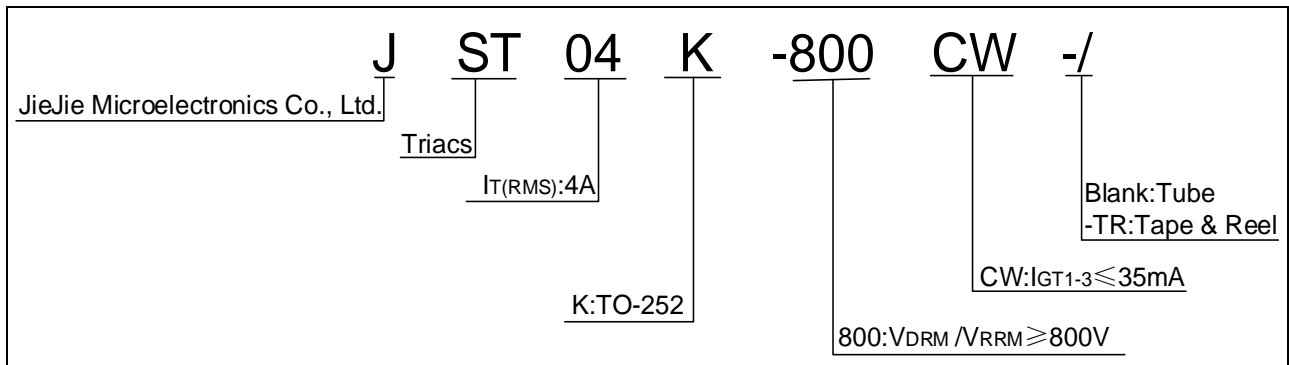 J ST 04 K -800 CW -/
JieJie Microelectronics Co., Ltd.
Triacs
IT(RMS):4A
Blank:Tube
-TR:Tape & Reel
CW:IGT1-3≤35mA
K:TO-252
800:VDRM /VRRM≥800V